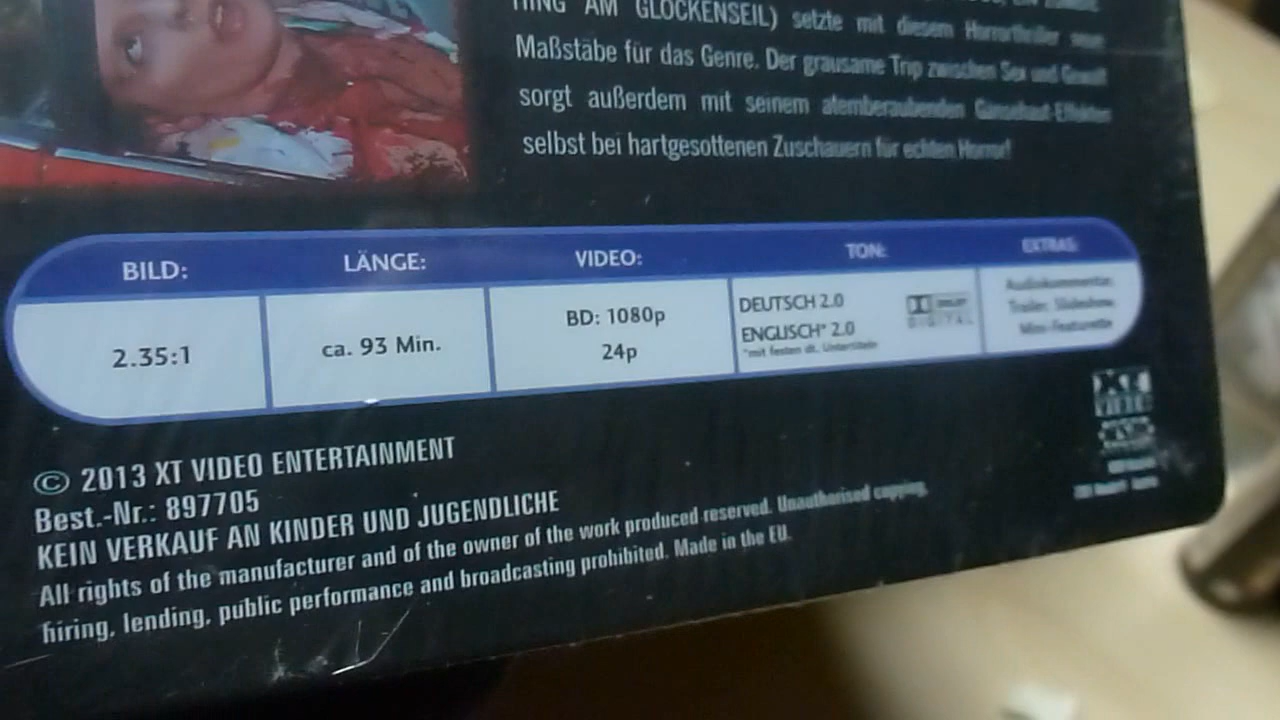 AM GLOCKENSEIL) setzte mit diesem Horrorthriller neue
Maßstäbe für das Genre. Der grausame Trip zwischen Sex und Gewalt
sorgt außerdem mit seinem atemberaubenden Gänsehaut-Effekten
selbst bei hartgesottenen Zuschauern für echten Horror!
BILD: LÄNGE: VIDEO: TON: EXTRAS:
2.35:1
ca. 93 Min.
BD: 1080p
24p
DEUTSCH 2.0
ENGLISCH* 2.0
*mit festen dt. Untertiteln
DOLBY
DIGITAL
Audiokommentar,
Trailer, Slideshow,
Mini-Featurette
© 2013 XT VIDEO ENTERTAINMENT
Best.-Nr.: 897705
KEIN VERKAUF AN KINDER UND JUGENDLICHE
All rights of the manufacturer and of the owner of the work produced reserved. Unauthorised copying,
hiring, lending, public performance and broadcasting prohibited. Made in the EU.
XT